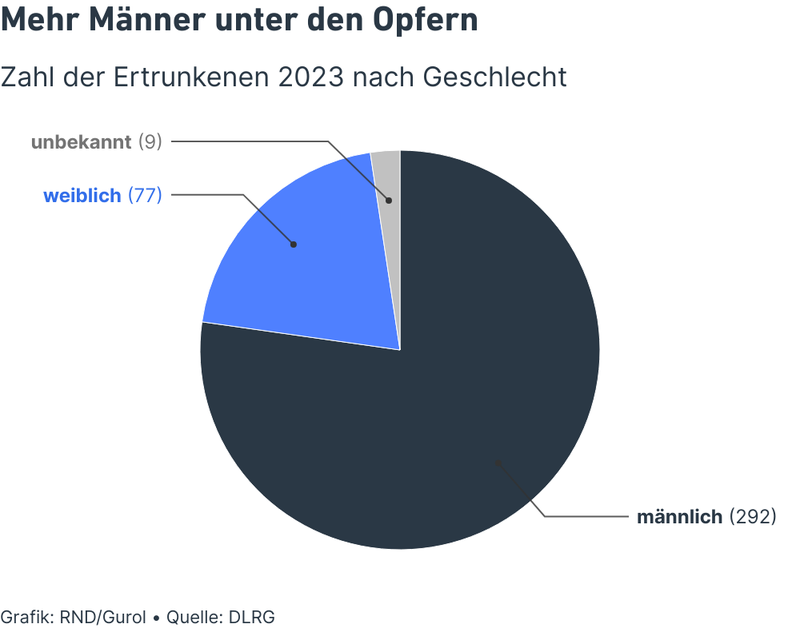 Mehr Männer unter den Opfern
Zahl der Ertrunkenen 2023 nach Geschlecht
unbekannt (9)
weiblich (77)
männlich (292)
Grafik: RND/Gurol • Quelle: DLRG